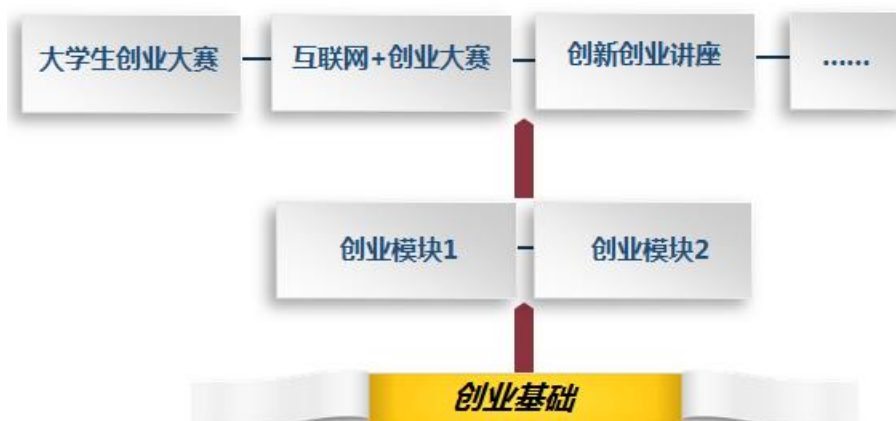 大学生创业大赛
互联网+创业大赛
创新创业讲座
......
创业模块1
创业模块2
创业基础